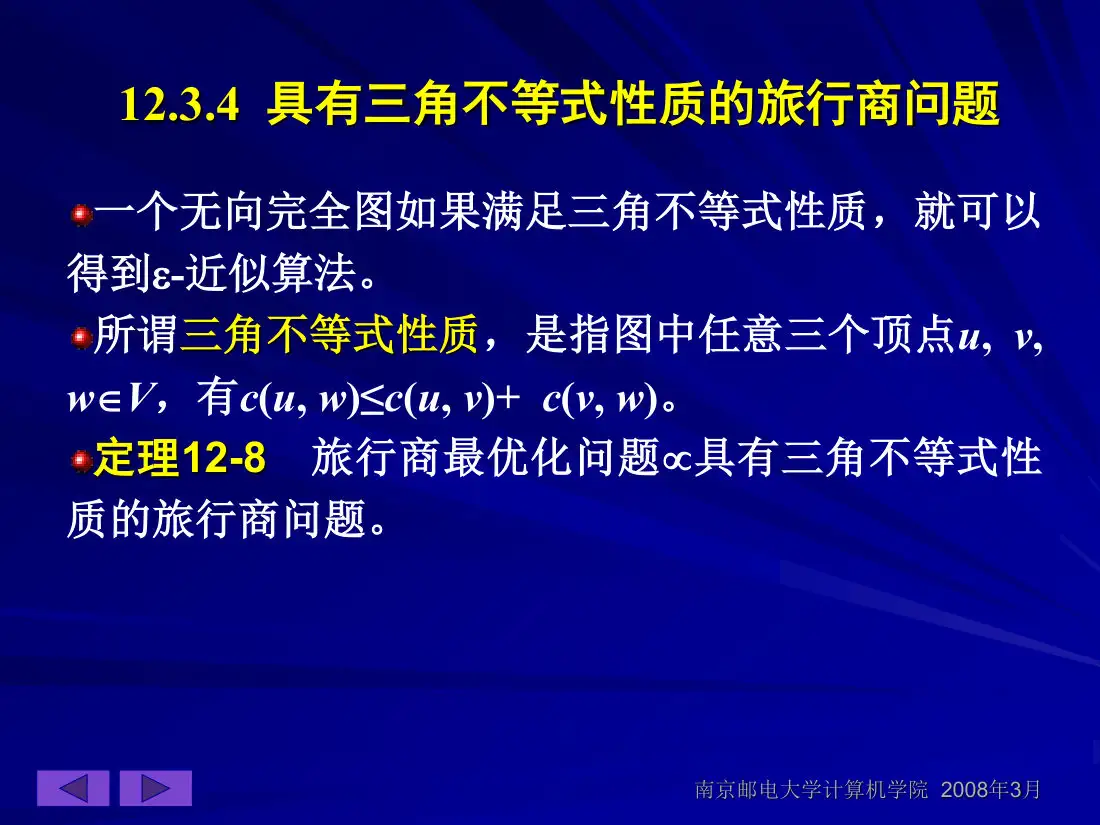 12.3.4 具有三角不等式性质的旅行商问题
一个无向完全图如果满足三角不等式性质，就可以
得到ε-近似算法。
所谓三角不等式性质，是指图中任意三个顶点u, v,
w∈V，有c(u, w)≤c(u, v)+ c(v, w)。
定理12-8 旅行商最优化问题∝具有三角不等式性
质的旅行商问题。
南京邮电大学计算机学院 2008年3月